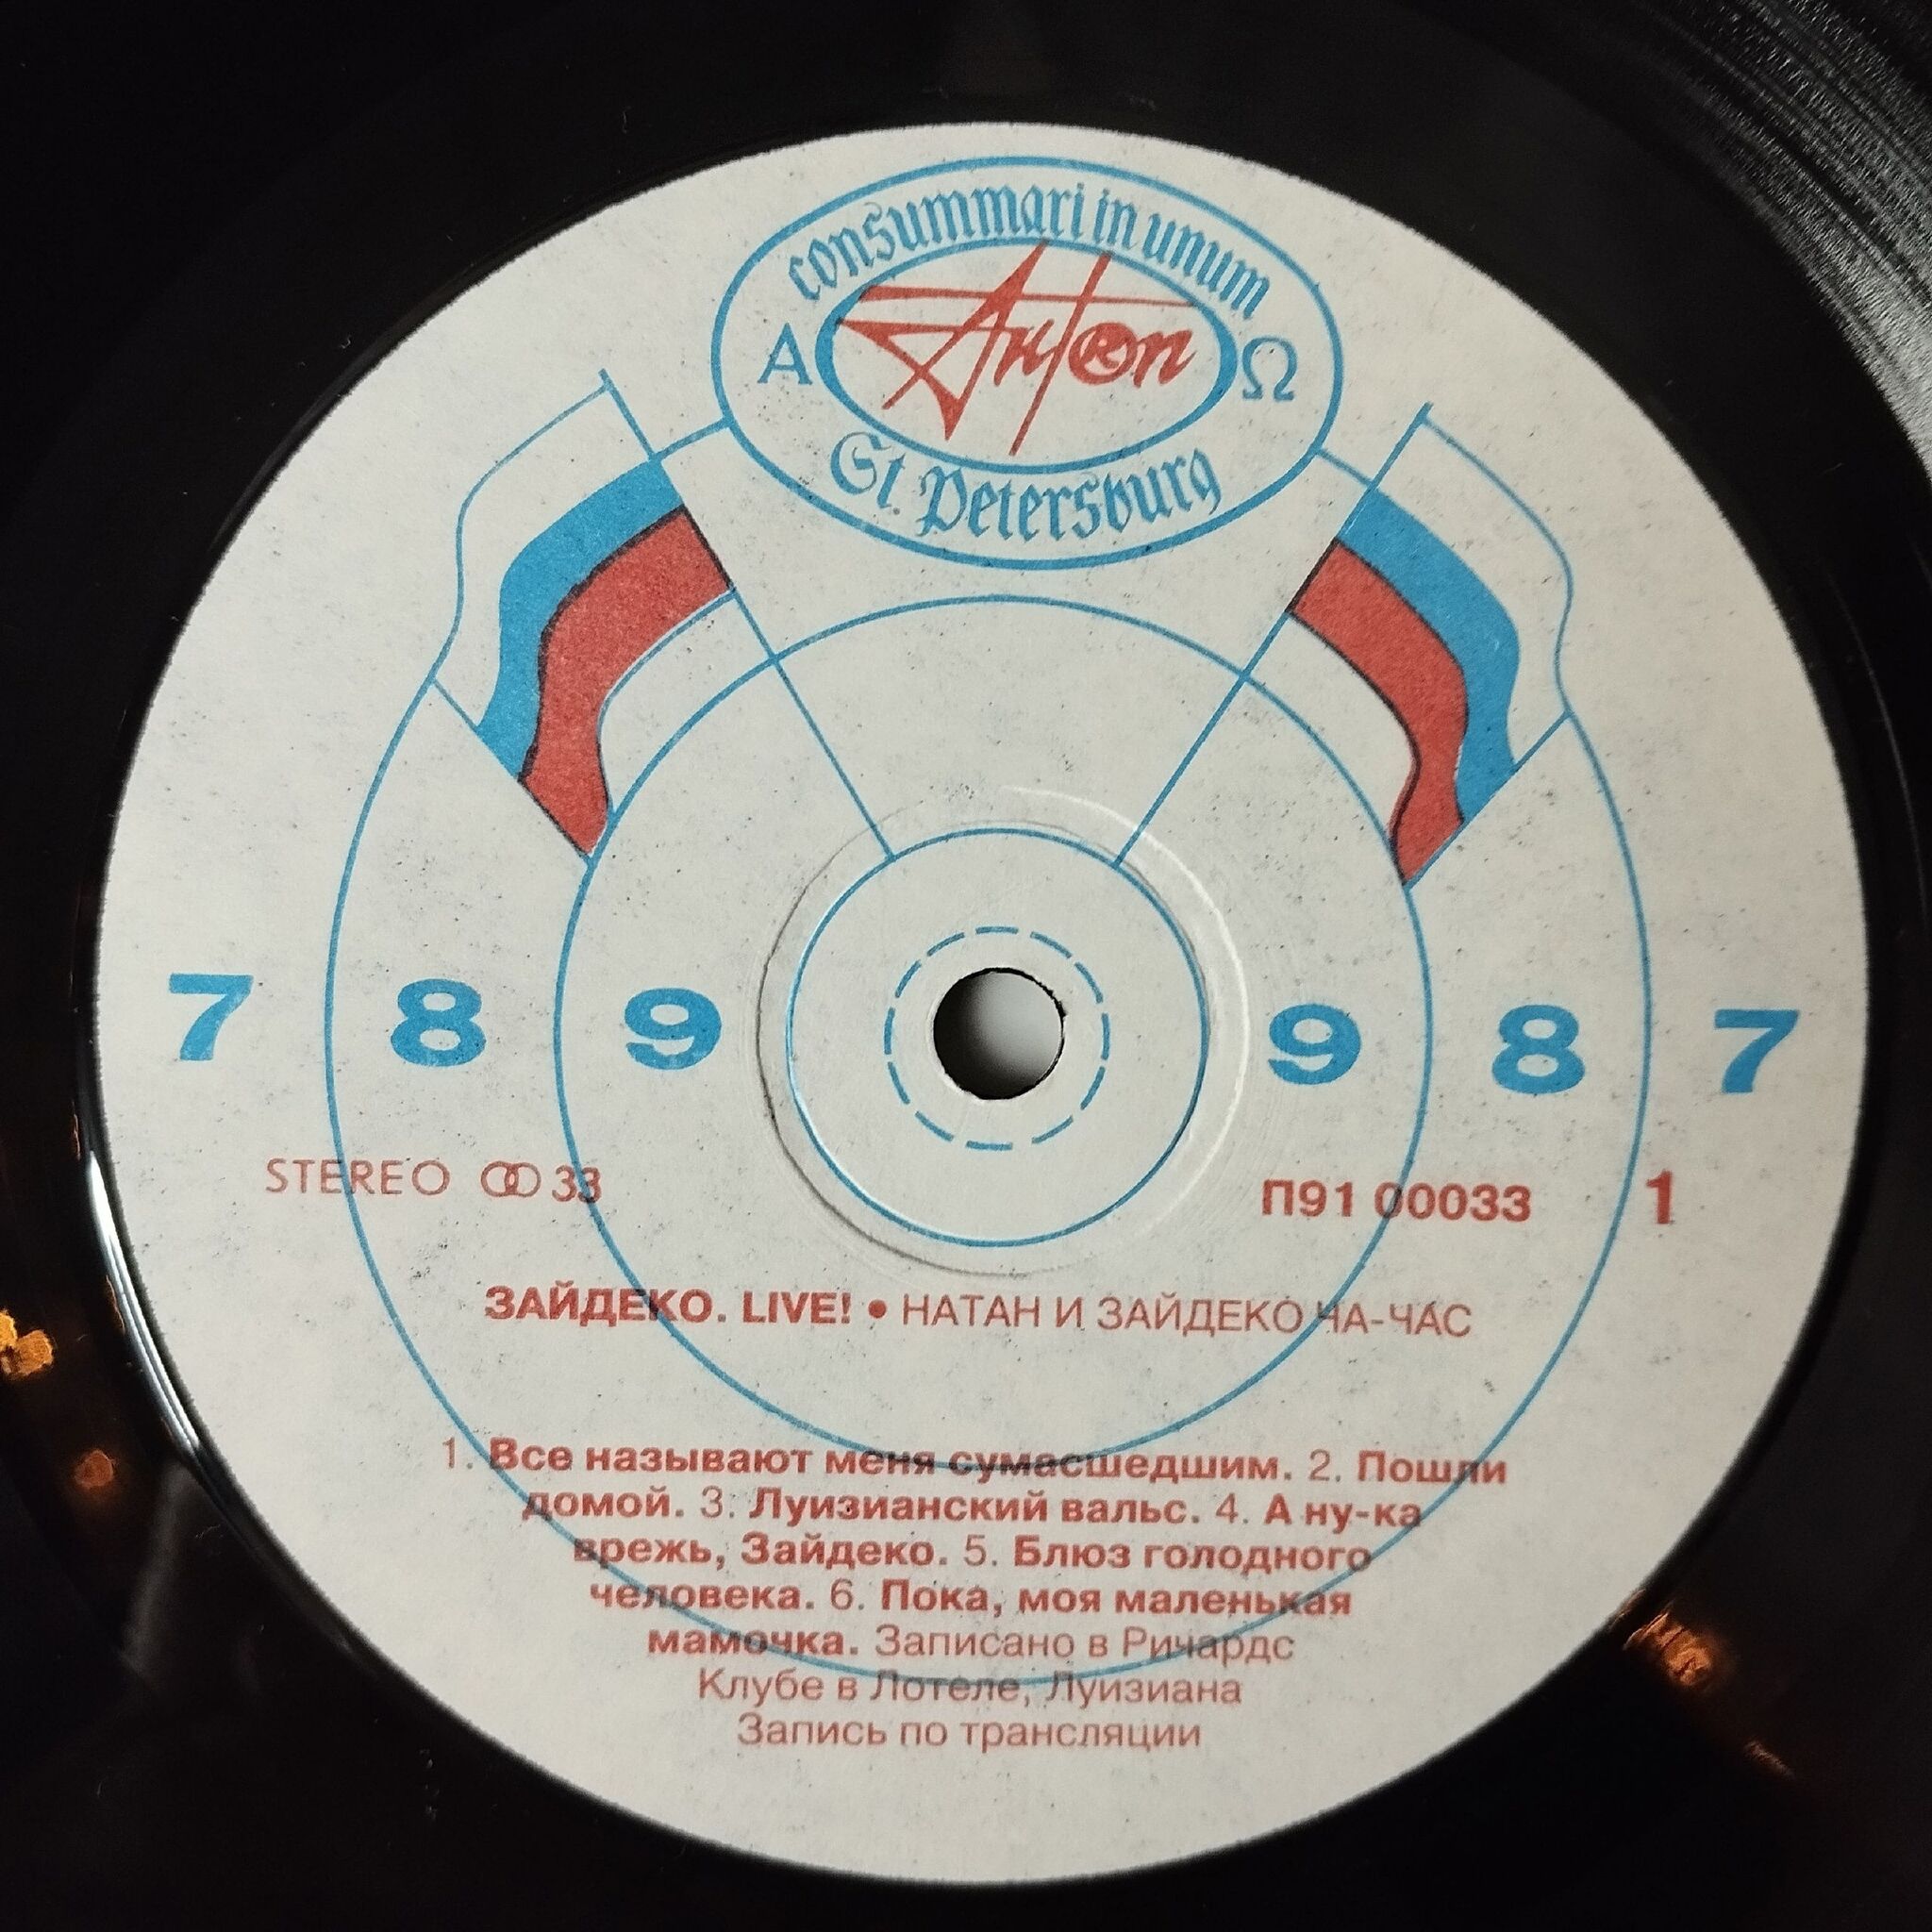 consummari in unum
Α AnTrop Ω
St. Petersburg
7 8 9 9 8 7
STEREO 33
П91 00033 1
ЗАЙДЕКО. LIVE! • НАТАН И ЗАЙДЕКО ЧА-ЧАС
1. Все называют меня сумасшедшим. 2. Пошли
домой. 3. Луизианский вальс. 4. А ну-ка
врежь, Зайдеко. 5. Блюз голодного
человека. 6. Пока, моя маленькая
мамочка. Записано в Ричардс
Клубе в Лотеле, Луизиана
Запись по трансляции